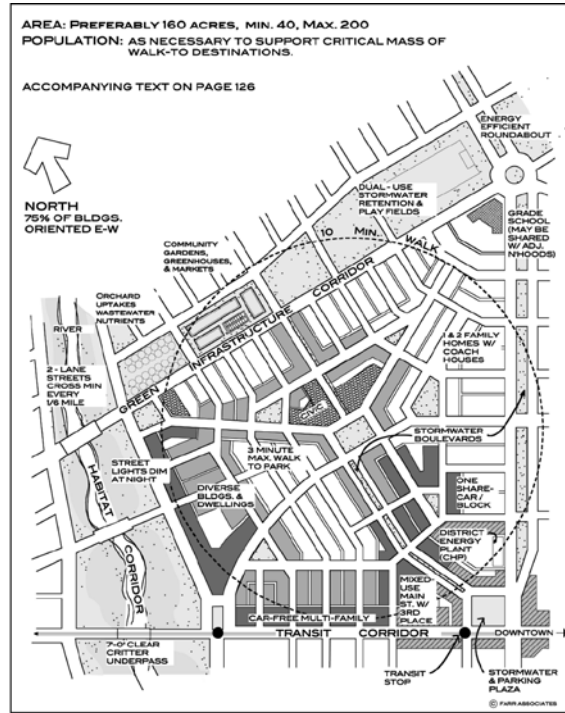 AREA: PREFERABLY 160 ACRES, MIN. 40, MAX. 200
POPULATION: AS NECESSARY TO SUPPORT CRITICAL MASS OF
WALK-TO DESTINATIONS.
ACCOMPANYING TEXT ON PAGE 126
NORTH
75% OF BLDGS.
ORIENTED E-W
ENERGY
EFFICIENT
ROUNDABOUT
DUAL-USE
STORMWATER
RETENTION &
PLAY FIELDS
GRADE
SCHOOL
(MAY BE
SHARED
W/ ADJ.
N'HOODS)
10 MIN. WALK
COMMUNITY
GARDENS,
GREENHOUSES,
& MARKETS
ORCHARD
UPTAKES
WASTEWATER
NUTRIENTS
GREEN INFRASTRUCTURE CORRIDOR
RIVER
2-LANE
STREETS
CROSS MIN
EVERY
1/6 MILE
1 & 2 FAMILY
HOMES W/
COACH
HOUSES
CIVIC
STORMWATER
BOULEVARDS
3 MINUTE
MAX. WALK
TO PARK
STREET
LIGHTS DIM
AT NIGHT
DIVERSE
BLDGS. &
DWELLINGS
ONE
SHARE-
CAR/
BLOCK
HABITAT CORRIDOR
DISTRICT
ENERGY
PLANT
(CHP)
MIXED-
USE MAIN
ST. W/
3RD
PLACE
CAR-FREE MULTI-FAMILY
TRANSIT CORRIDOR
DOWNTOWN
7'-0" CLEAR
CRITTER
UNDERPASS
TRANSIT
STOP
STORMWATER
& PARKING
PLAZA
© FARR ASSOCIATES